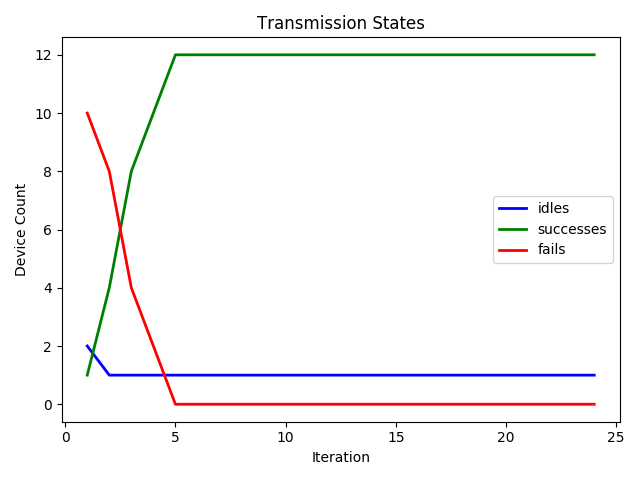 Transmission States
Device Count
12
10
8
6
4
2
0
idles
successes
fails
0 5 10 15 20 25
Iteration